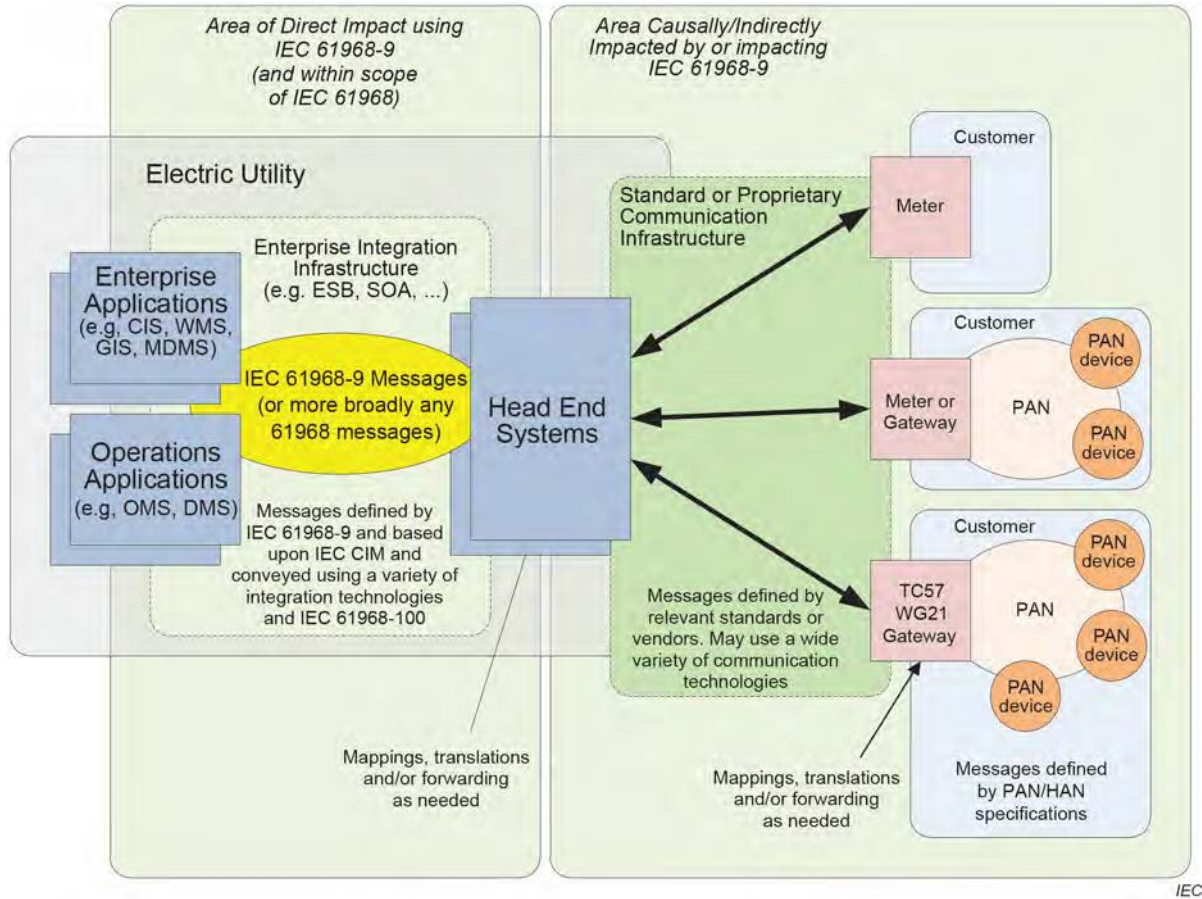 Area of Direct Impact using
IEC 61968-9
(and within scope
of IEC 61968)
Area Causally/Indirectly
Impacted by or impacting
IEC 61968-9
Electric Utility
Enterprise Applications
(e.g, CIS, WMS,
GIS, MDMS)
Operations
Applications
(e.g, OMS, DMS)
Enterprise Integration
Infrastructure
(e.g. ESB, SOA, ...)
IEC 61968-9 Messages
(or more broadly any
61968 messages)
Messages defined by
IEC 61968-9 and based
upon IEC CIM and
conveyed using a variety of
integration technologies
and IEC 61968-100
Head End
Systems
Mappings, translations
and/or forwarding
as needed
Standard or Proprietary
Communication
Infrastructure
Messages defined by
relevant standards or
vendors. May use a wide
variety of communication
technologies
Customer
Meter
Customer
Meter or
Gateway
PAN
PAN
device
PAN
device
Customer
TC57
WG21
Gateway
PAN
PAN
device
PAN
device
PAN
device
Mappings, translations
and/or forwarding
as needed
Messages defined
by PAN/HAN
specifications
IEC